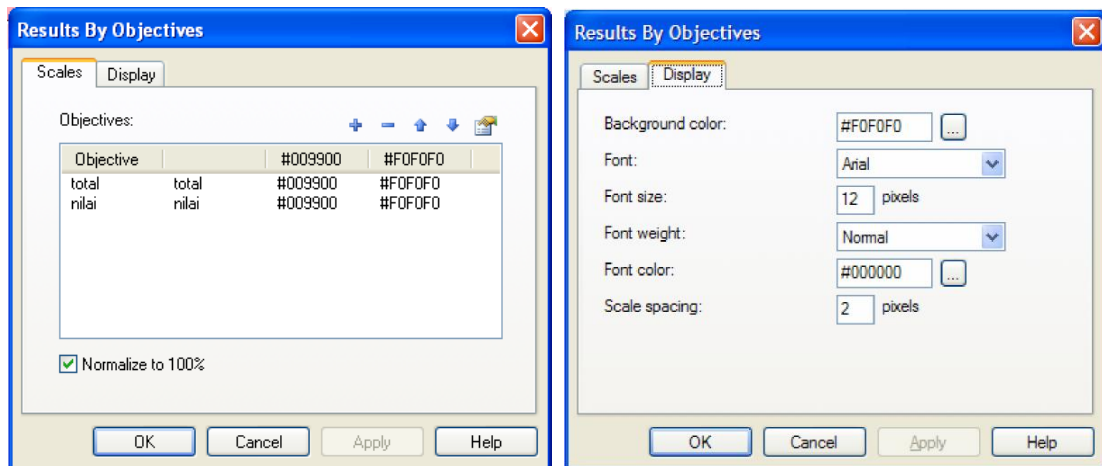 Results By Objectives
Scales Display
Objectives:
Objective #009900 #F0F0F0
total total #009900 #F0F0F0
nilai nilai #009900 #F0F0F0
Normalize to 100%
OK Cancel Apply Help
Results By Objectives
Scales Display
Background color: #F0F0F0 ...
Font: Arial
Font size: 12 pixels
Font weight: Normal
Font color: #000000 ...
Scale spacing: 2 pixels
OK Cancel Apply Help